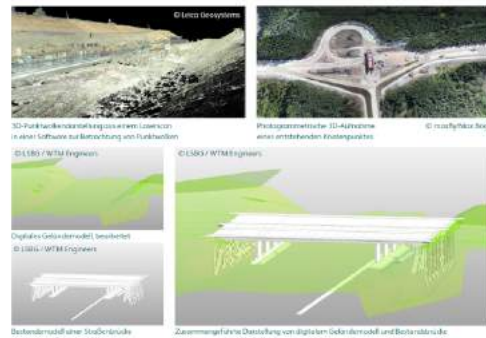 © Leica Geosystems
3D-Punktwolkendarstellung aus einem Laserscan
in einer Software zur Betrachtung von Punktwolken
Photogrammetrische 3D-Aufnahme
einer entstehenden Knotenpunktes
© LSBG / WTM Engineers
Digitales Geländemodell, bearbeitet
© LSBG / WTM Engineers
Bestandsmodell einer Straßenbrücke
© LSBG / WTM Engineers
Zusammengeführte Darstellung von digitalem Geländemodell und Bestandsbrücke